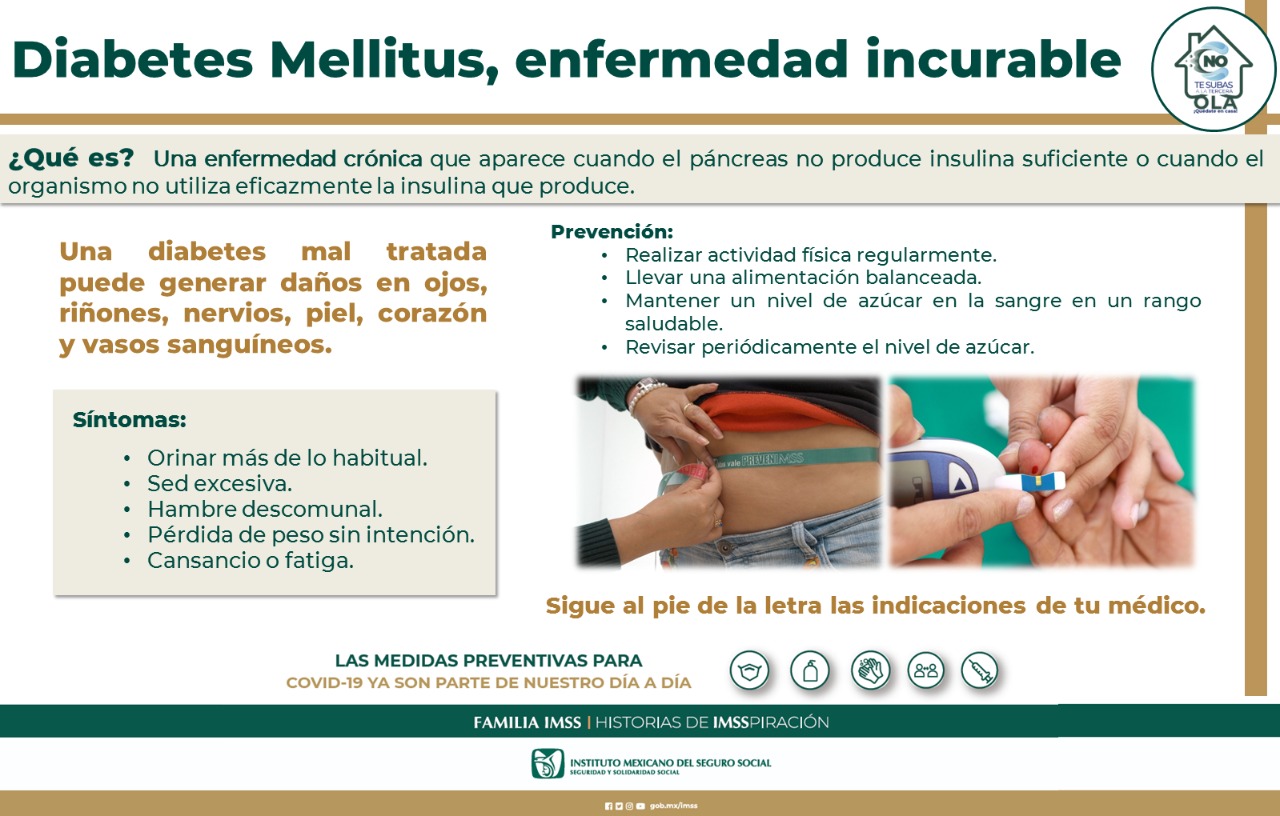 Diabetes Mellitus, enfermedad incurable
NO
TE SUBAS
A LA TERCERA
OLA
¡Quédate en casa!
¿Qué es? Una enfermedad crónica que aparece cuando el páncreas no produce insulina suficiente o cuando el
organismo no utiliza eficazmente la insulina que produce.
Una diabetes mal tratada
puede generar daños en ojos,
riñones, nervios, piel, corazón
y vasos sanguíneos.
Síntomas:
• Orinar más de lo habitual.
• Sed excesiva.
• Hambre descomunal.
• Pérdida de peso sin intención.
• Cansancio o fatiga.
Prevención:
• Realizar actividad física regularmente.
• Llevar una alimentación balanceada.
• Mantener un nivel de azúcar en la sangre en un rango
saludable.
• Revisar periódicamente el nivel de azúcar.
vale PREVENIMSS
Sigue al pie de la letra las indicaciones de tu médico.
LAS MEDIDAS PREVENTIVAS PARA
COVID-19 YA SON PARTE DE NUESTRO DÍA A DÍA
FAMILIA IMSS | HISTORIAS DE IMSSPIRACIÓN
INSTITUTO MEXICANO DEL SEGURO SOCIAL
SEGURIDAD Y SOLIDARIDAD SOCIAL
gob.mx/imss